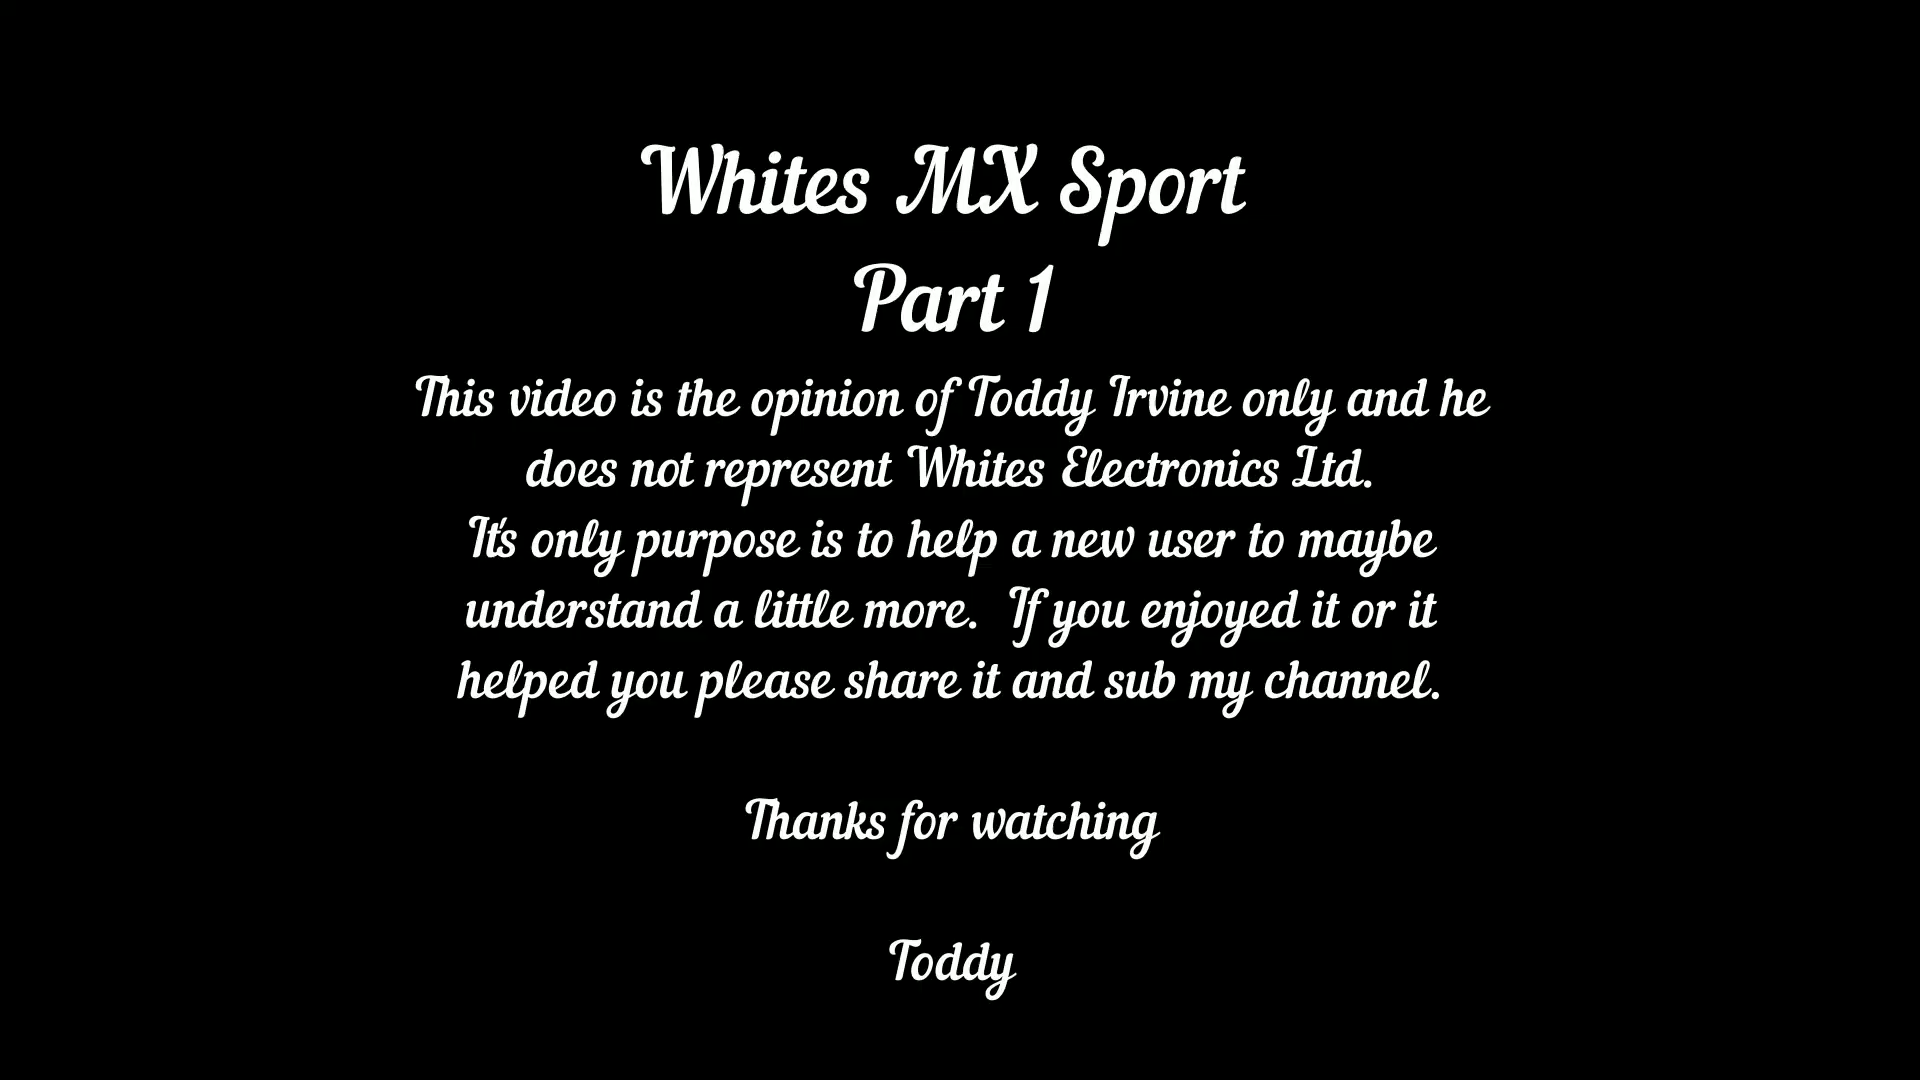 Whites MX Sport
Part 1
This video is the opinion of Toddy Irvine only and he
does not represent Whites Electronics Ltd.
It's only purpose is to help a new user to maybe
understand a little more.  If you enjoyed it or it
helped you please share it and sub my channel.
Thanks for watching
Toddy